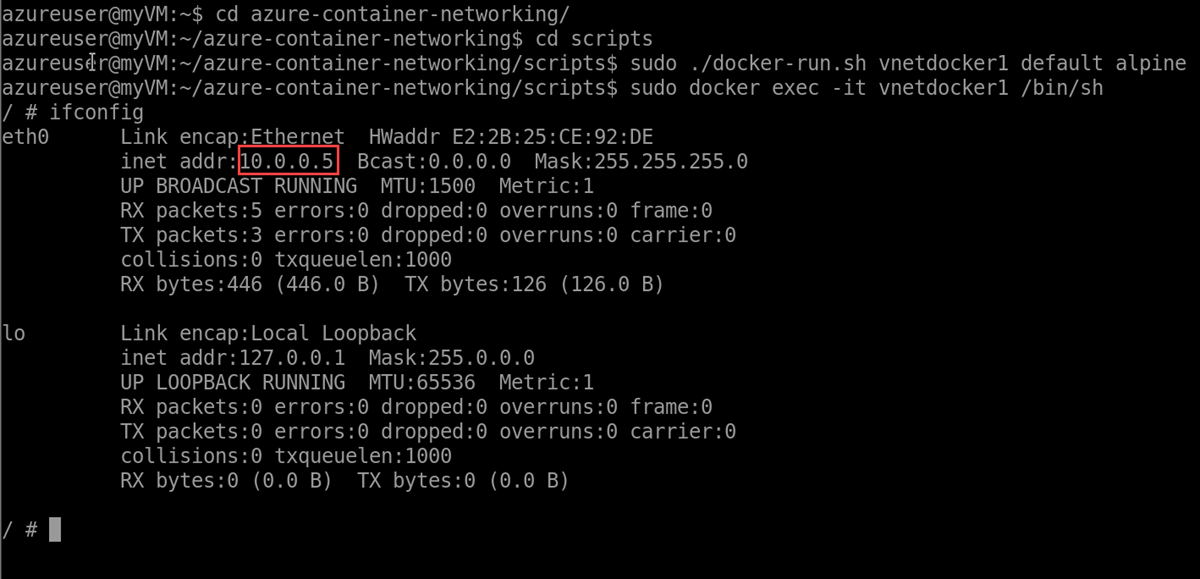 azureuser@myVM:~$ cd azure-container-networking/
azureuser@myVM:~/azure-container-networking$ cd scripts
azureuser@myVM:~/azure-container-networking/scripts$ sudo ./docker-run.sh vnetdocker1 default alpine
azureuser@myVM:~/azure-container-networking/scripts$ sudo docker exec -it vnetdocker1 /bin/sh
/ # ifconfig
eth0      Link encap:Ethernet  HWaddr E2:2B:25:CE:92:DE
          inet addr:10.0.0.5  Bcast:0.0.0.0  Mask:255.255.255.0
          UP BROADCAST RUNNING  MTU:1500  Metric:1
          RX packets:5 errors:0 dropped:0 overruns:0 frame:0
          TX packets:3 errors:0 dropped:0 overruns:0 carrier:0
          collisions:0 txqueuelen:1000
          RX bytes:446 (446.0 B)  TX bytes:126 (126.0 B)

lo        Link encap:Local Loopback
          inet addr:127.0.0.1  Mask:255.0.0.0
          UP LOOPBACK RUNNING  MTU:65536  Metric:1
          RX packets:0 errors:0 dropped:0 overruns:0 frame:0
          TX packets:0 errors:0 dropped:0 overruns:0 carrier:0
          collisions:0 txqueuelen:1000
          RX bytes:0 (0.0 B)  TX bytes:0 (0.0 B)

/ #